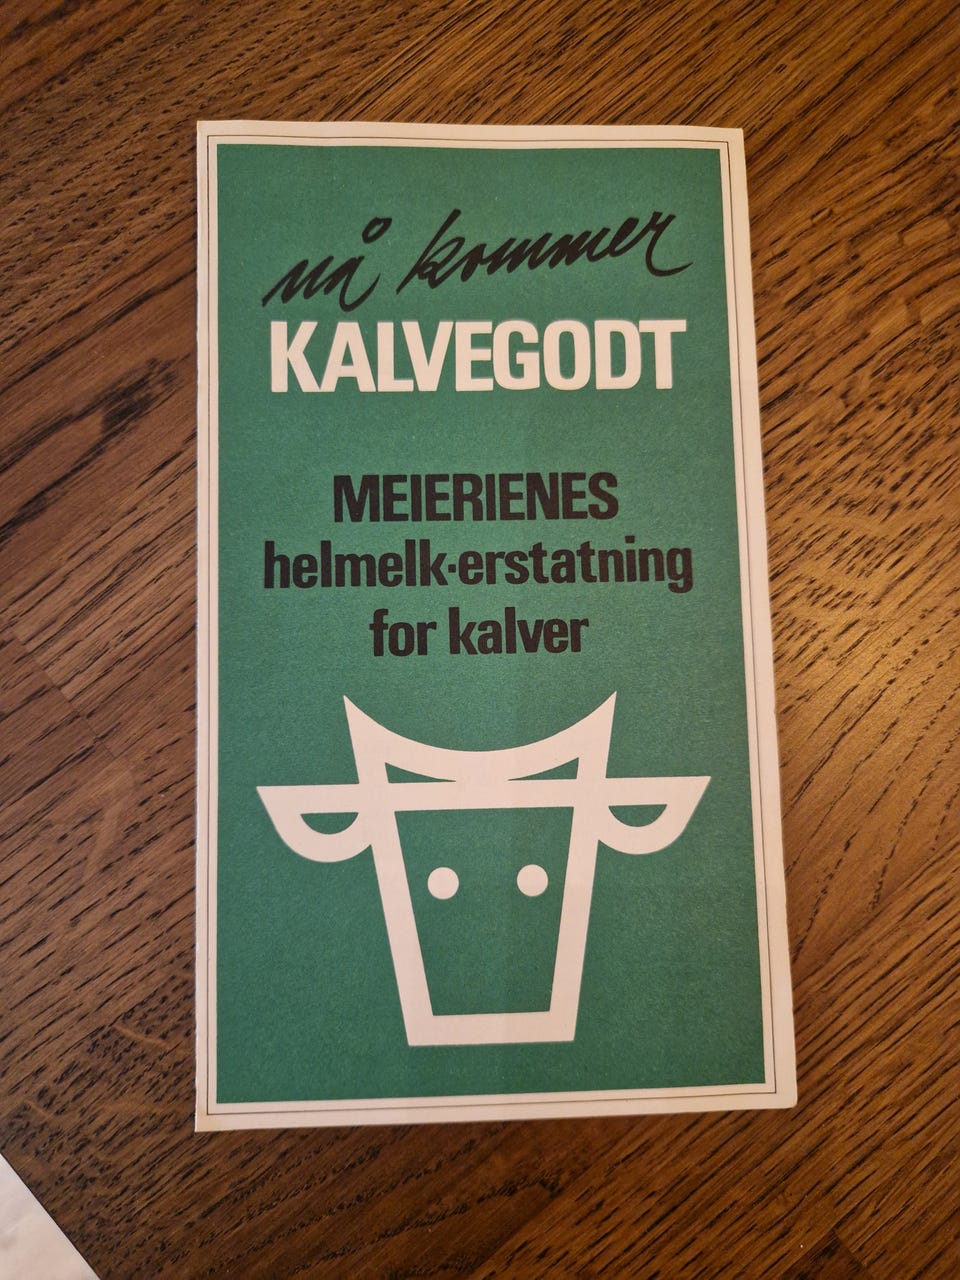 nå kommer
KALVEGODT
MEIERIENES
helmelk-erstatning
for kalver